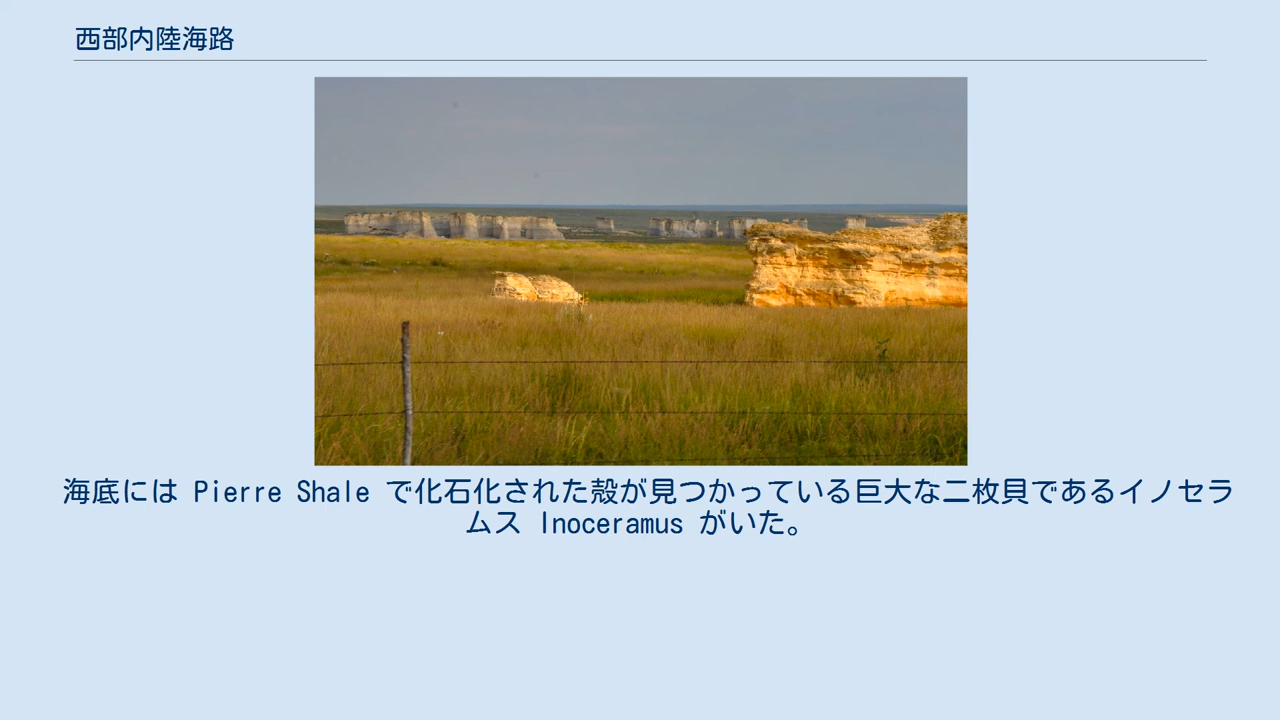 西部内陸海路
海底には Pierre Shale で化石化された殻が見つかっている巨大な二枚貝であるイノセラ
ムス Inoceramus がいた。